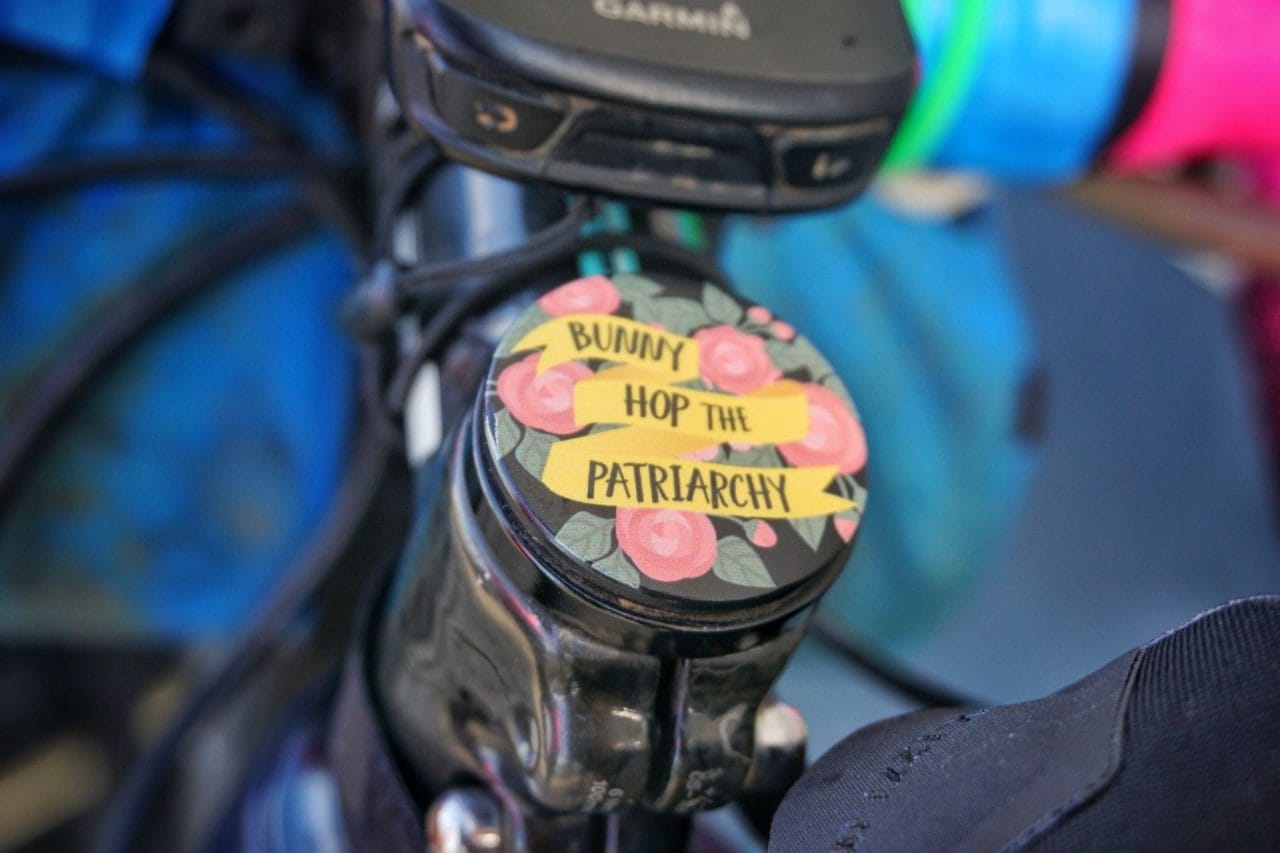 GARMIN
BUNNY
HOP THE
PATRIARCHY